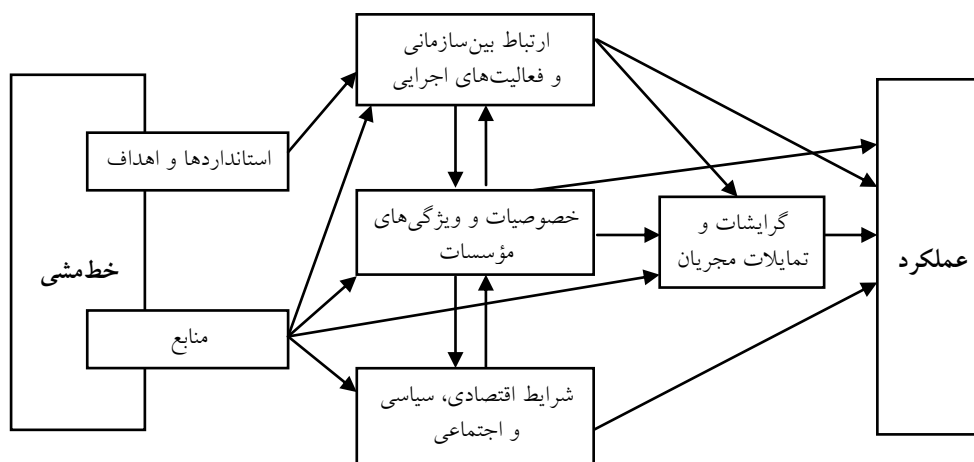 ارتباط بین‌سازمانی
و فعالیت‌های اجرایی
استانداردها و اهداف
خصوصیات و ویژگی‌های
مؤسسات
گرایشات و
تمایلات مجریان
خط‌مشی
عملکرد
منابع
شرایط اقتصادی، سیاسی
و اجتماعی